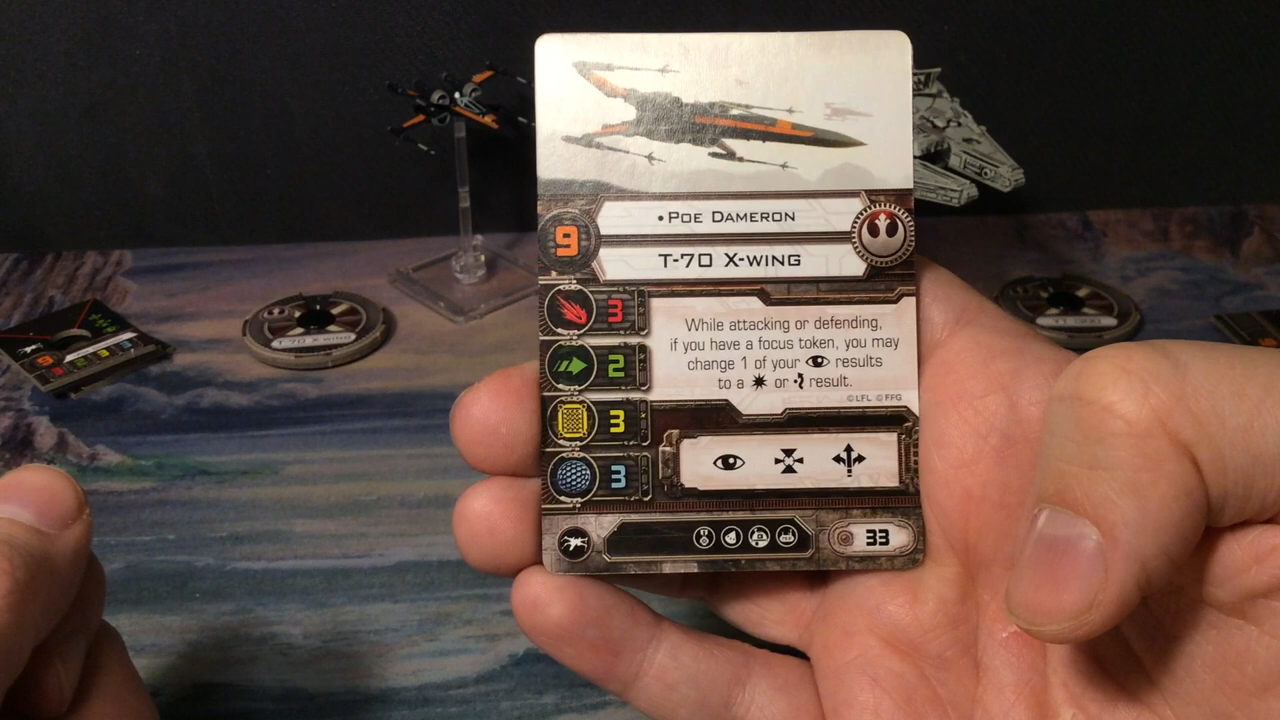 • Poe Dameron
9
T-70 X-wing
3
While attacking or defending,
if you have a focus token, you may
change 1 of your results
to a or result.
© LFL © FFG
2
3
3
33
T-70 X-WING
9